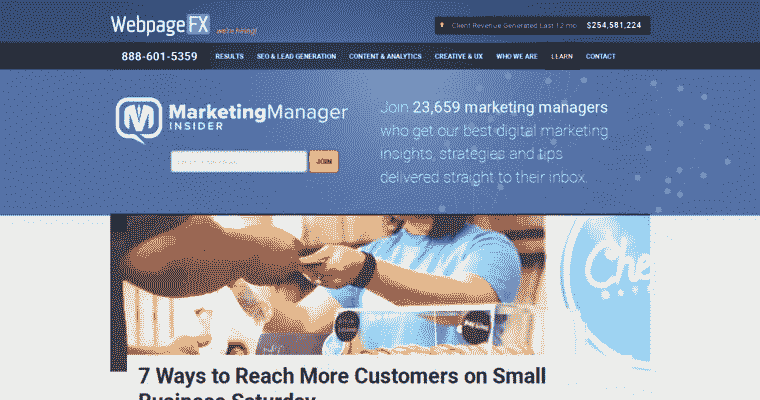 WebpageFX we're hiring!
Client Revenue Generated Last 12 mo. $254,581,224
888-601-5359 RESULTS SEO & LEAD GENERATION CONTENT & ANALYTICS CREATIVE & UX WHO WE ARE LEARN CONTACT
MarketingManager
INSIDER
JOIN
Join 23,659 marketing managers
who get our best digital marketing
insights, strategies and tips
delivered straight to their inbox.
Che
7 Ways to Reach More Customers on Small
Business Saturday